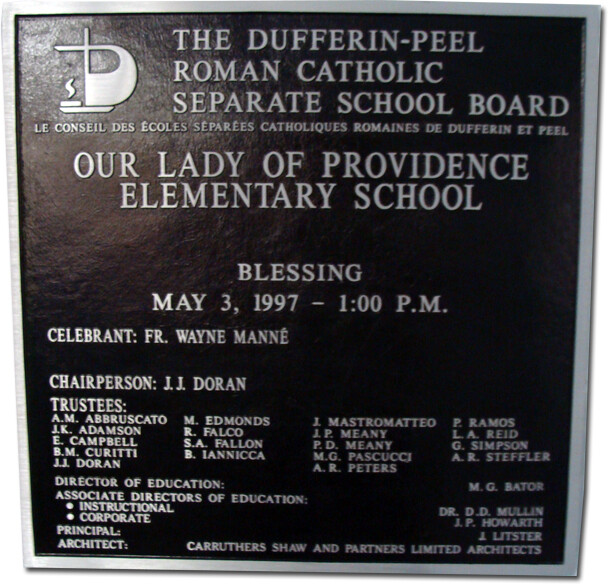 THE DUFFERIN-PEEL
ROMAN CATHOLIC
SEPARATE SCHOOL BOARD
LE CONSEIL DES ÉCOLES SÉPARÉES CATHOLIQUES ROMAINES DE DUFFERIN ET PEEL
OUR LADY OF PROVIDENCE
ELEMENTARY SCHOOL
BLESSING
MAY 3, 1997 – 1:00 P.M.
CELEBRANT: FR. WAYNE MANNÉ
CHAIRPERSON: J.J. DORAN
TRUSTEES:
A.M. ABBRUSCATO
J.K. ADAMSON
E. CAMPBELL
B.M. CURITTI
J.J. DORAN
M. EDMONDS
R. FALCO
S.A. FALLON
B. IANNICCA
J. MASTROMATTEO
J.P. MEANY
P.D. MEANY
M.G. PASCUCCI
A.R. PETERS
P. RAMOS
L.A. REID
G. SIMPSON
A.R. STEFFLER
DIRECTOR OF EDUCATION: M.G. BATOR
ASSOCIATE DIRECTORS OF EDUCATION:
• INSTRUCTIONAL DR. D.D. MULLIN
• CORPORATE J.P. HOWARTH
PRINCIPAL: J. LITSTER
ARCHITECT: CARRUTHERS SHAW AND PARTNERS LIMITED ARCHITECTS